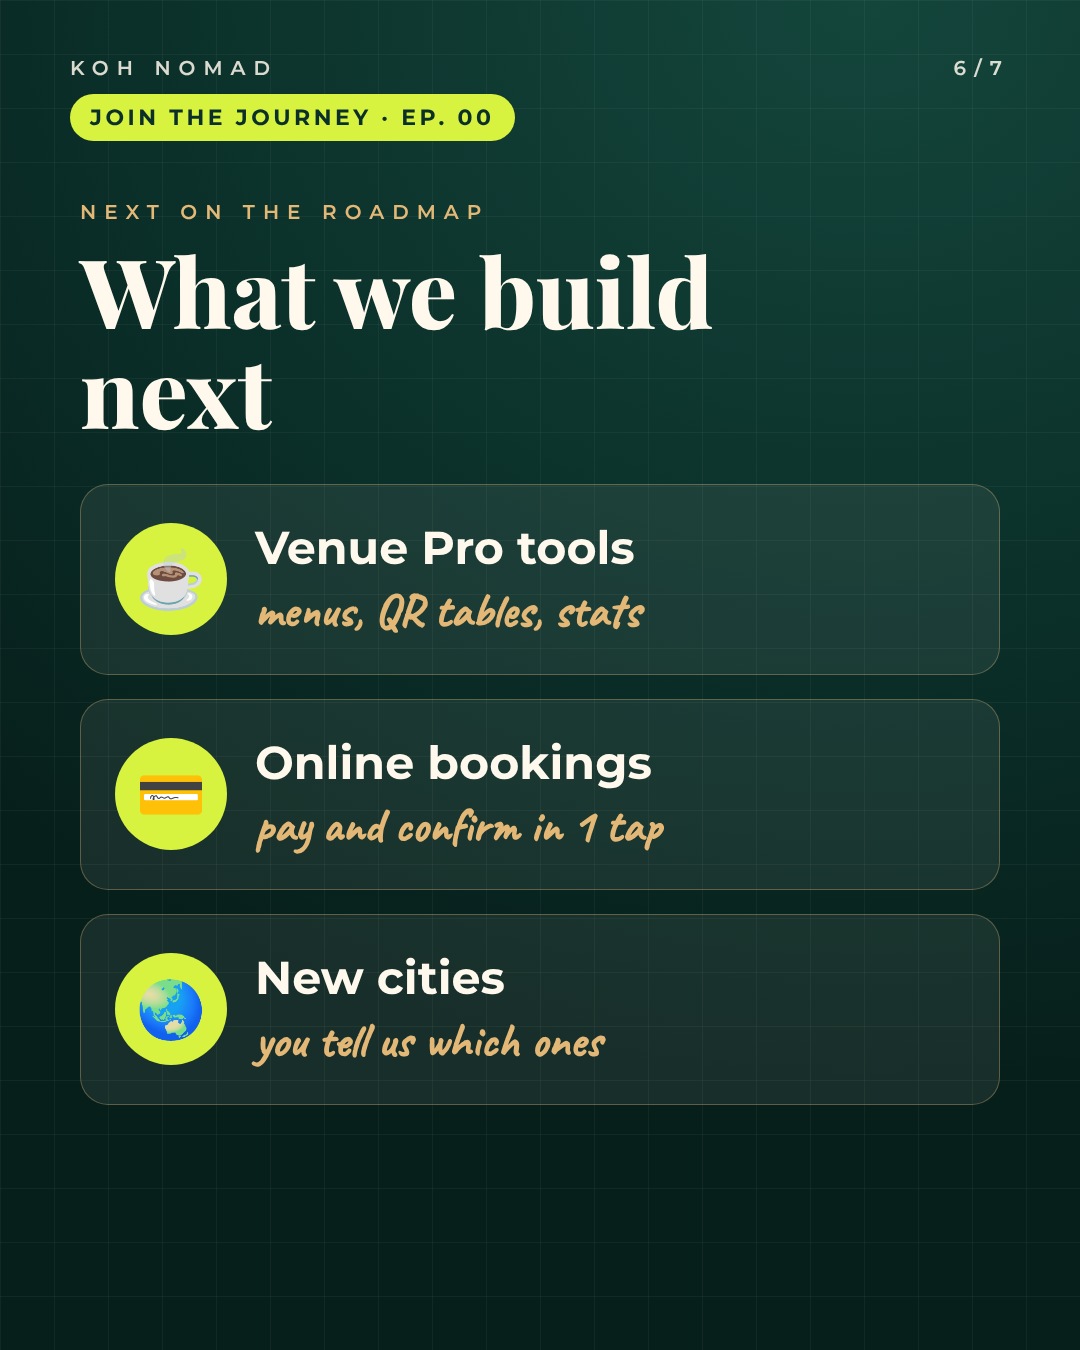 KOH NOMAD
6/7
JOIN THE JOURNEY · EP. 00
NEXT ON THE ROADMAP
What we build
next
Venue Pro tools
menus, QR tables, stats
Online bookings
pay and confirm in 1 tap
New cities
you tell us which ones